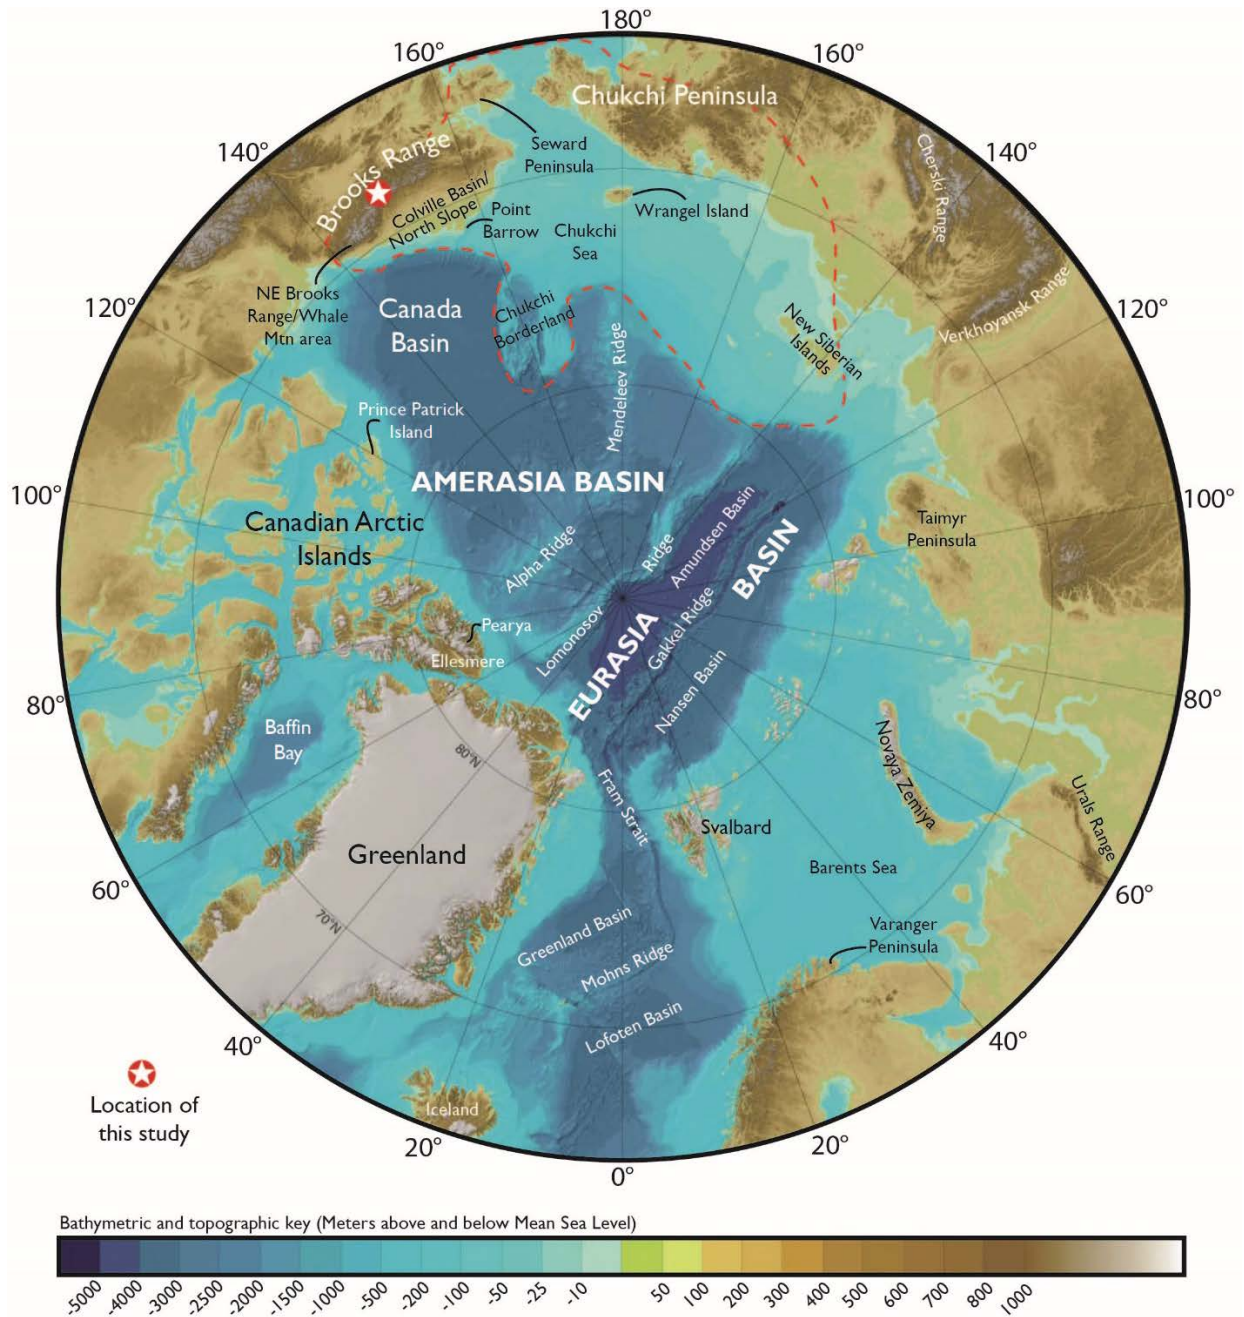 180°
160°
160°
Chukchi Peninsula
140°
140°
Brooks Range
Seward
Peninsula
Cherski Range
Colville Basin/
North Slope
Point
Barrow
Wrangel Island
Chukchi
Sea
NE Brooks
Range/Whale
Mtn area
120°
120°
Canada
Basin
Chukchi
Borderland
Verkhoyansk Range
New Siberian
Islands
Mendeleev Ridge
Prince Patrick
Island
AMERASIA BASIN
100°
100°
Canadian Arctic
Islands
Taimyr
Peninsula
Alpha Ridge
Ridge
Amundsen Basin
BASIN
Pearya
Ellesmere
Lomonosov
EURASIA
Gakkel Ridge
Nansen Basin
80°
80°
Baffin
Bay
80°N
Novaya Zemiya
Fram Strait
Svalbard
Urals Range
Greenland
Barents Sea
60°
60°
70°N
Greenland Basin
Varanger
Peninsula
Mohns Ridge
Lofoten Basin
40°
40°
Location of
this study
Iceland
20°
20°
0°
Bathymetric and topographic key (Meters above and below Mean Sea Level)
-5000 -4000 -3000 -2500 -2000 -1500 -1000 -500 -200 -100 -50 -25 -10 50 100 200 300 400 500 600 700 800 1000